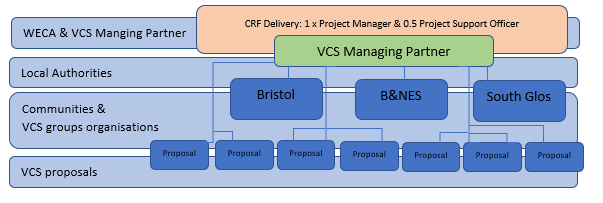 CRF Delivery: 1 x Project Manager & 0.5 Project Support Officer
WECA & VCS Manging Partner
VCS Managing Partner
Local Authorities
Bristol
B&NES
South Glos
Communities &
VCS groups organisations
Proposal
Proposal
Proposal
Proposal
Proposal
Proposal
Proposal
VCS proposals